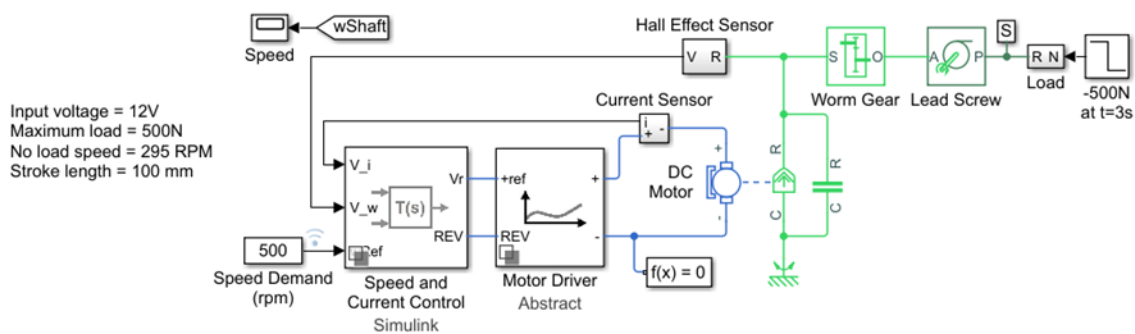 wShaft
Speed
Hall Effect Sensor
V R
S O
Worm Gear
A P
Lead Screw
S
R N
Load
-500N
at t=3s
Input voltage = 12V
Maximum load = 500N
No load speed = 295 RPM
Stroke length = 100 mm
Current Sensor
i
+ -
V_i
V_w
T(s)
Vr
REV
+ref
REV
+
-
DC
Motor
+
-
R
C
R
C
500
Speed Demand
(rpm)
Speed and
Current Control
Simulink
Motor Driver
Abstract
f(x) = 0